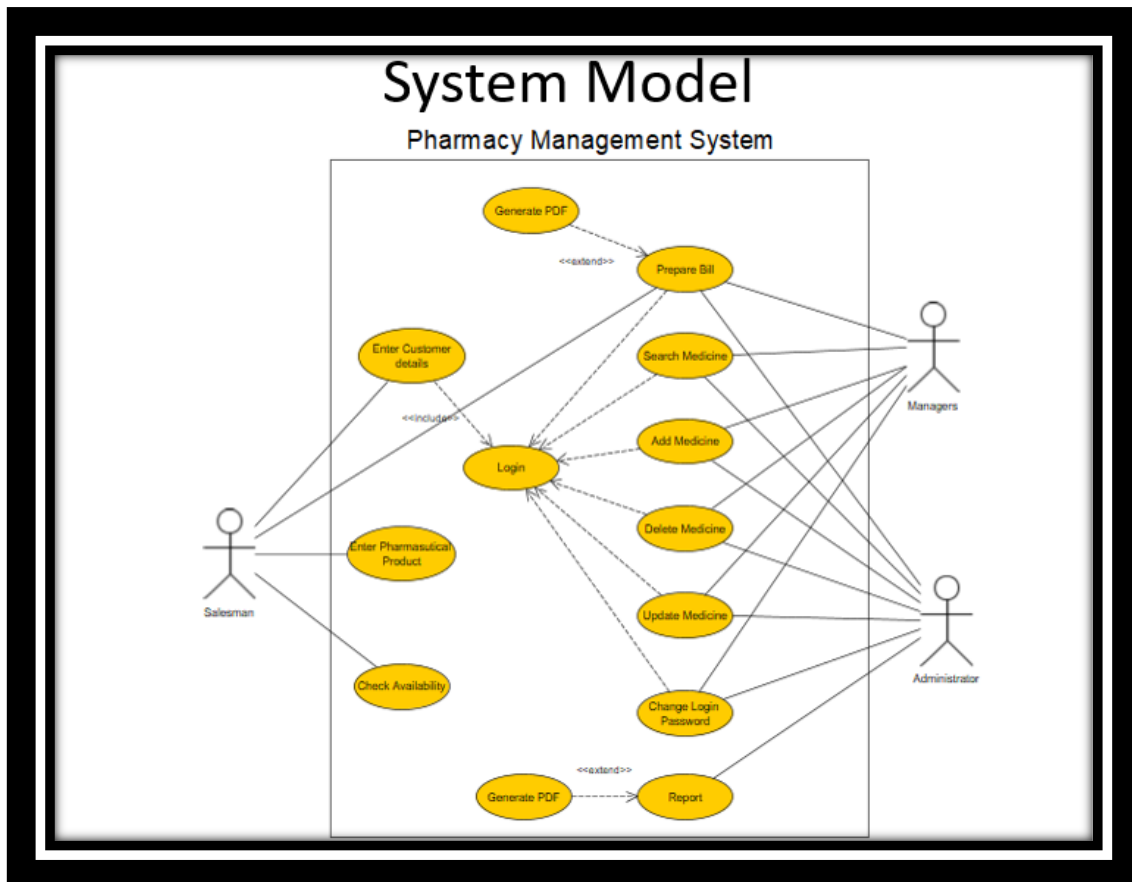 System Model
Pharmacy Management System
Generate PDF
<<extend>>
Prepare Bill
Enter Customer
details
Search Medicine
<<include>>
Managers
Add Medicine
Login
Delete Medicine
Enter Pharmasutical
Product
Salesman
Update Medicine
Check Availability
Administrator
Change Login
Password
<<extend>>
Generate PDF
Report